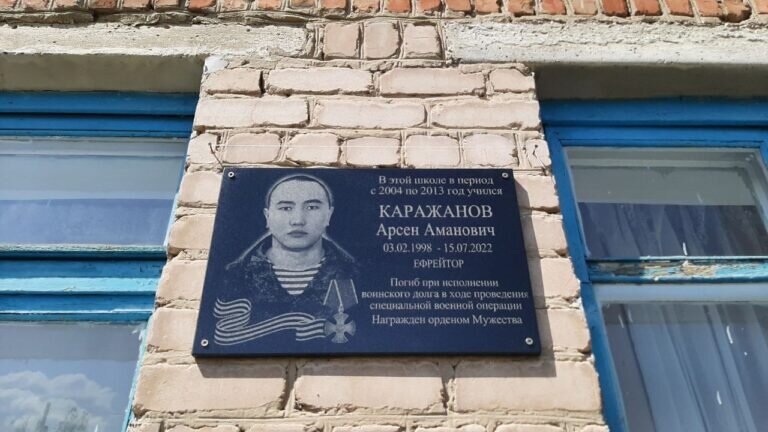 В этой школе в период
с 2004 по 2013 год учился
КАРАЖАНОВ
Арсен Аманович
03.02.1998 - 15.07.2022
ЕФРЕЙТОР
Погиб при исполнении
воинского долга в ходе проведения
специальной военной операции
Награжден орденом Мужества